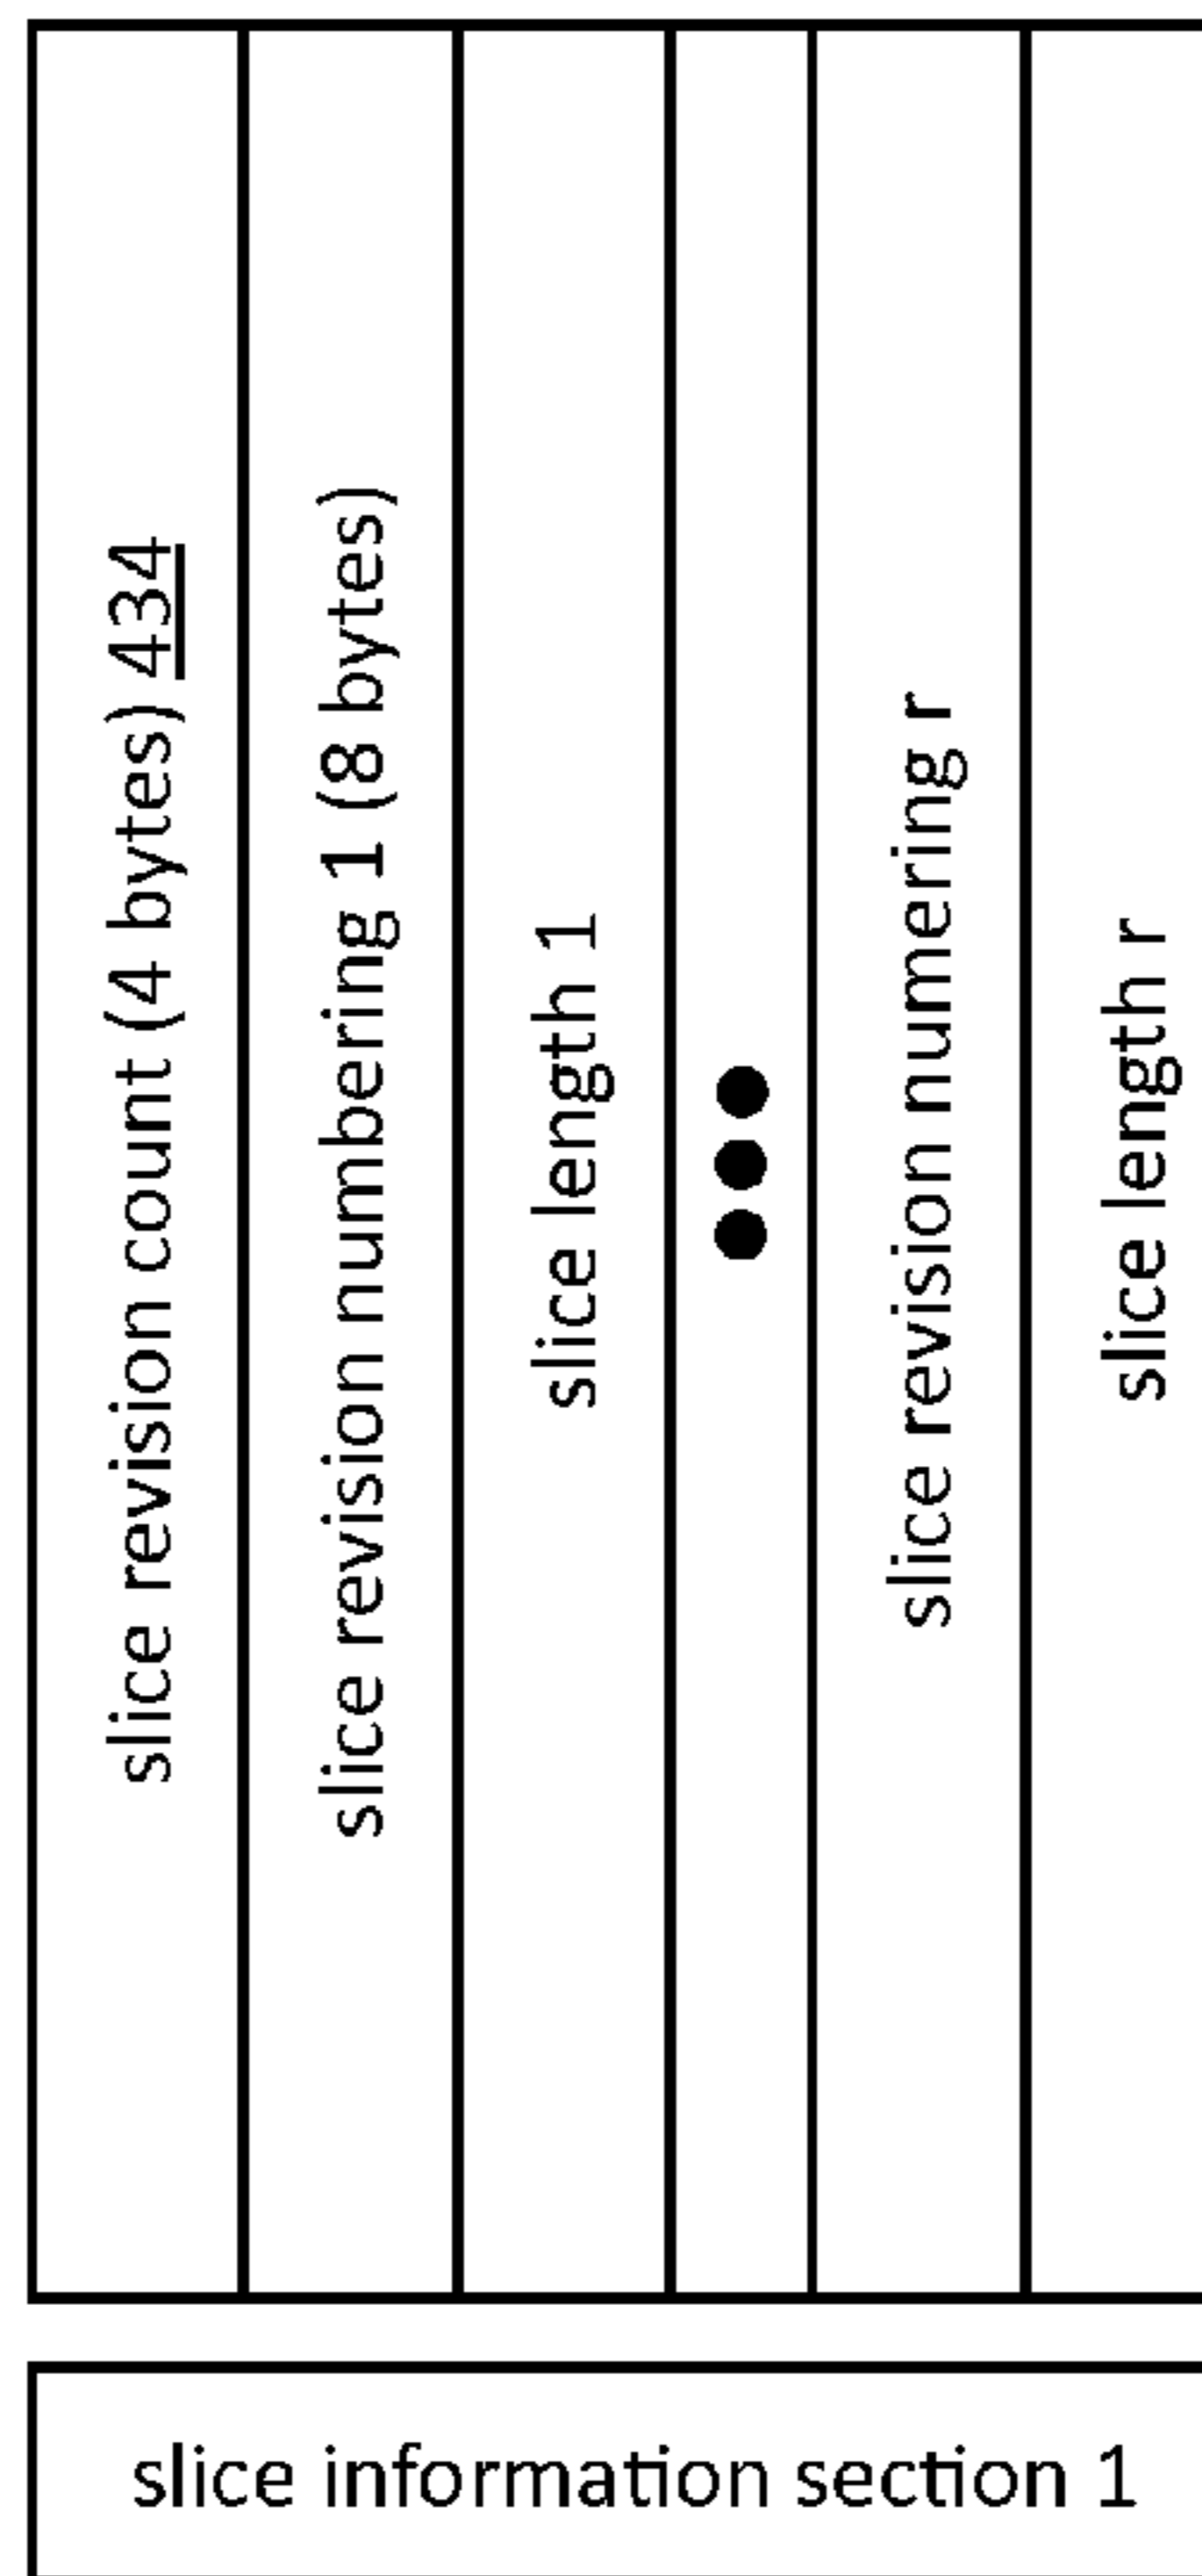 slice revision count (4 bytes) 434
slice revision numbering 1 (8 bytes)
slice length 1
slice revision numering r
slice length r
slice information section 1